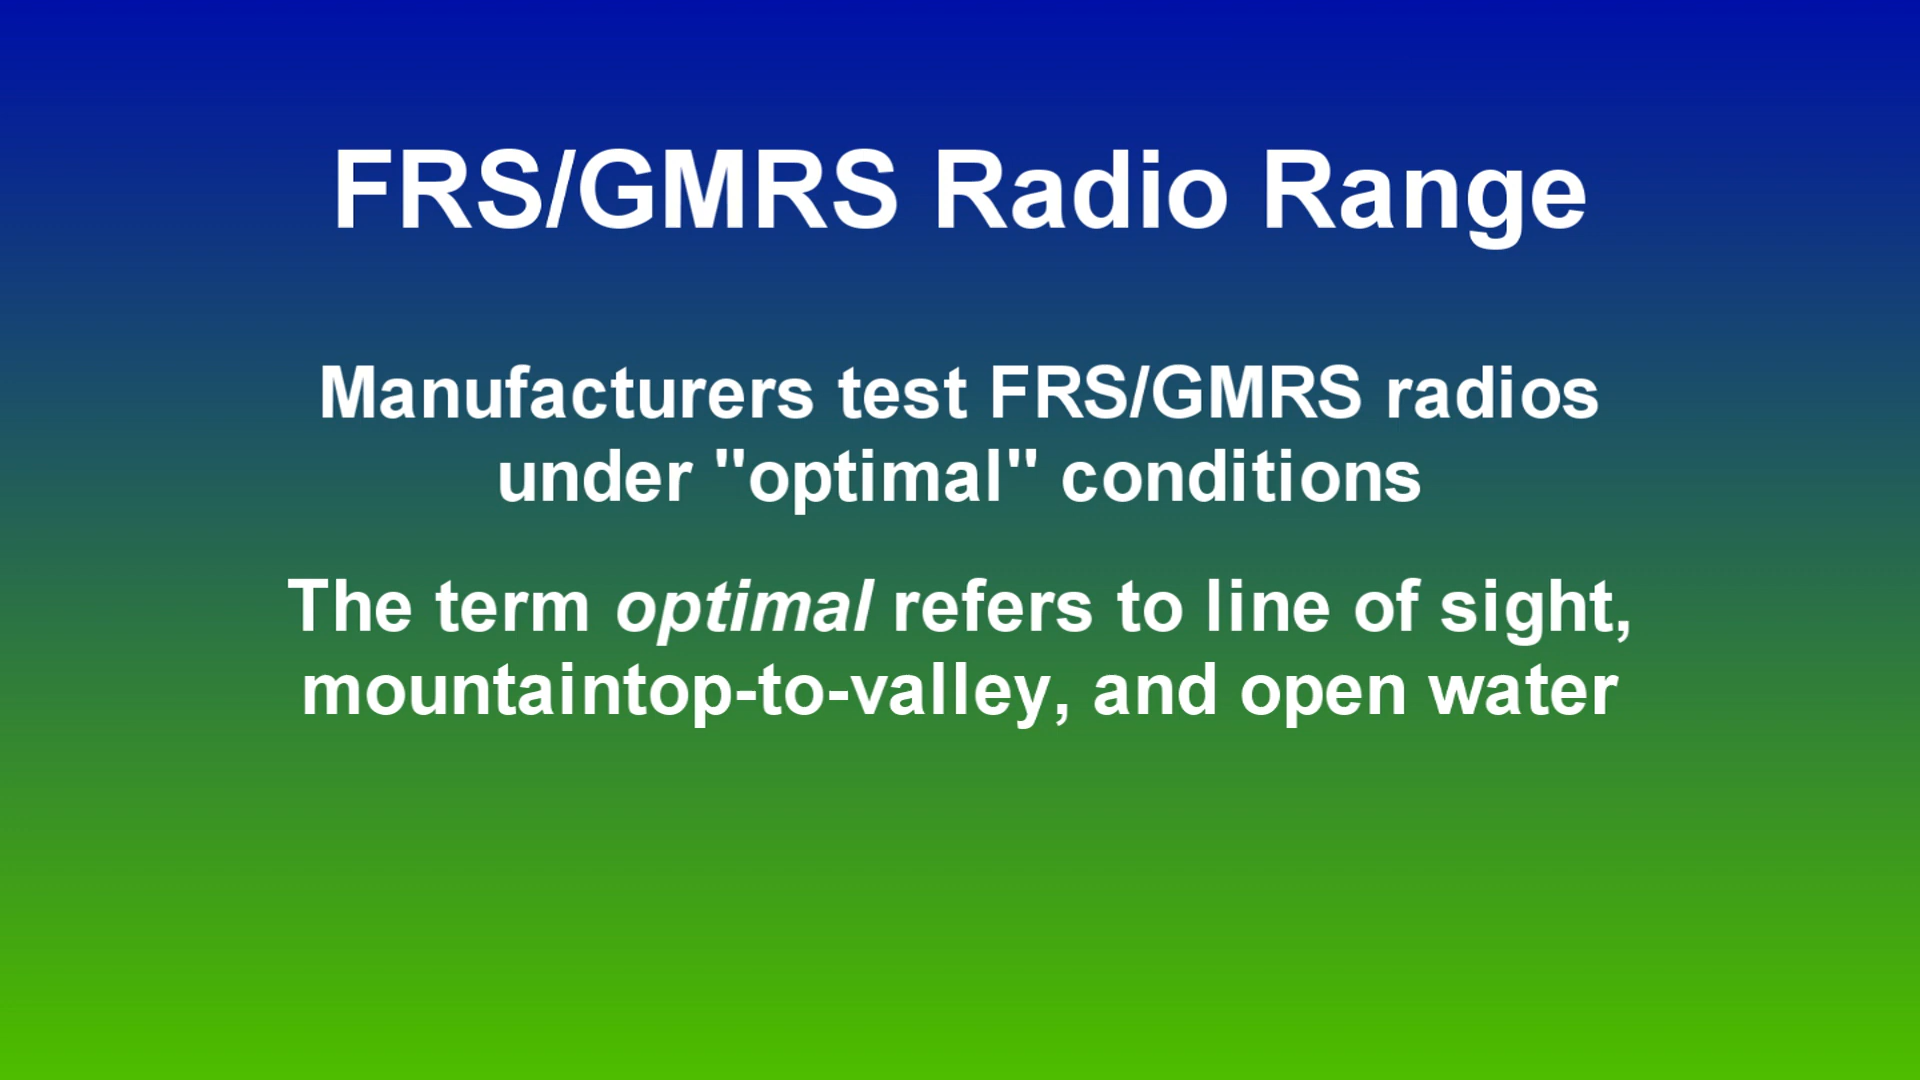 FRS/GMRS Radio Range
Manufacturers test FRS/GMRS radios
under "optimal" conditions
The term optimal refers to line of sight,
mountaintop-to-valley, and open water